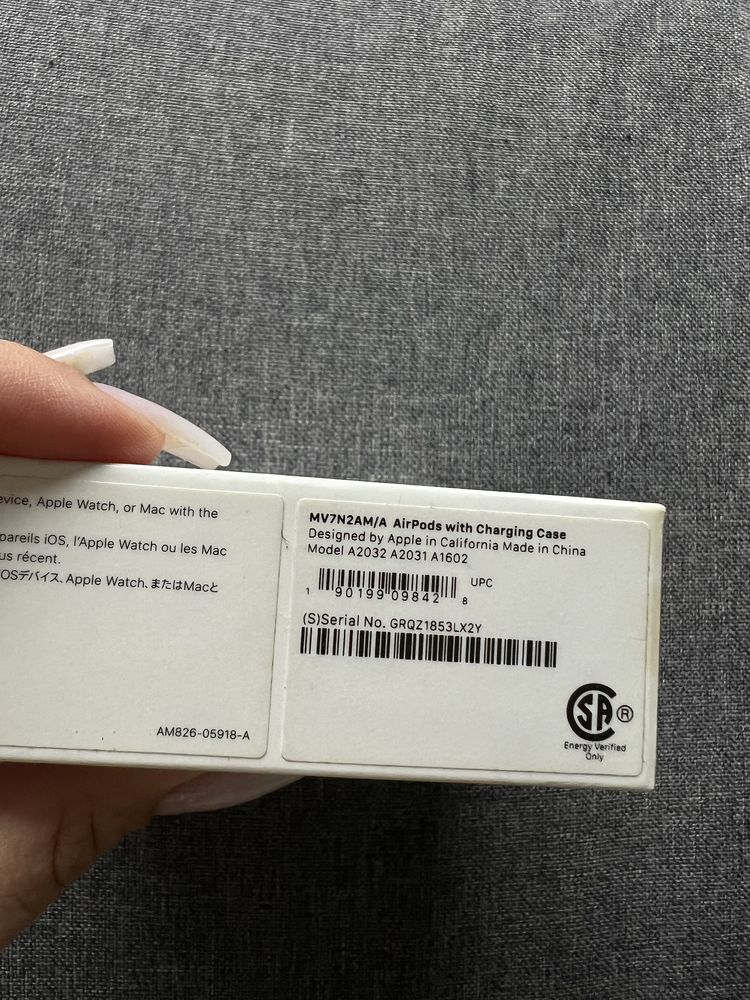 evice, Apple Watch, or Mac with the
pareils iOS, l'Apple Watch ou les Mac
us récent.
OSデバイス、Apple Watch、またはMacと
AM826-05918-A
MV7N2AM/A AirPods with Charging Case
Designed by Apple in California Made in China
Model A2032 A2031 A1602
UPC
1 90199 09842 8
(S)Serial No. GRQZ1853LX2Y
CSA ®
Energy Verified
Only